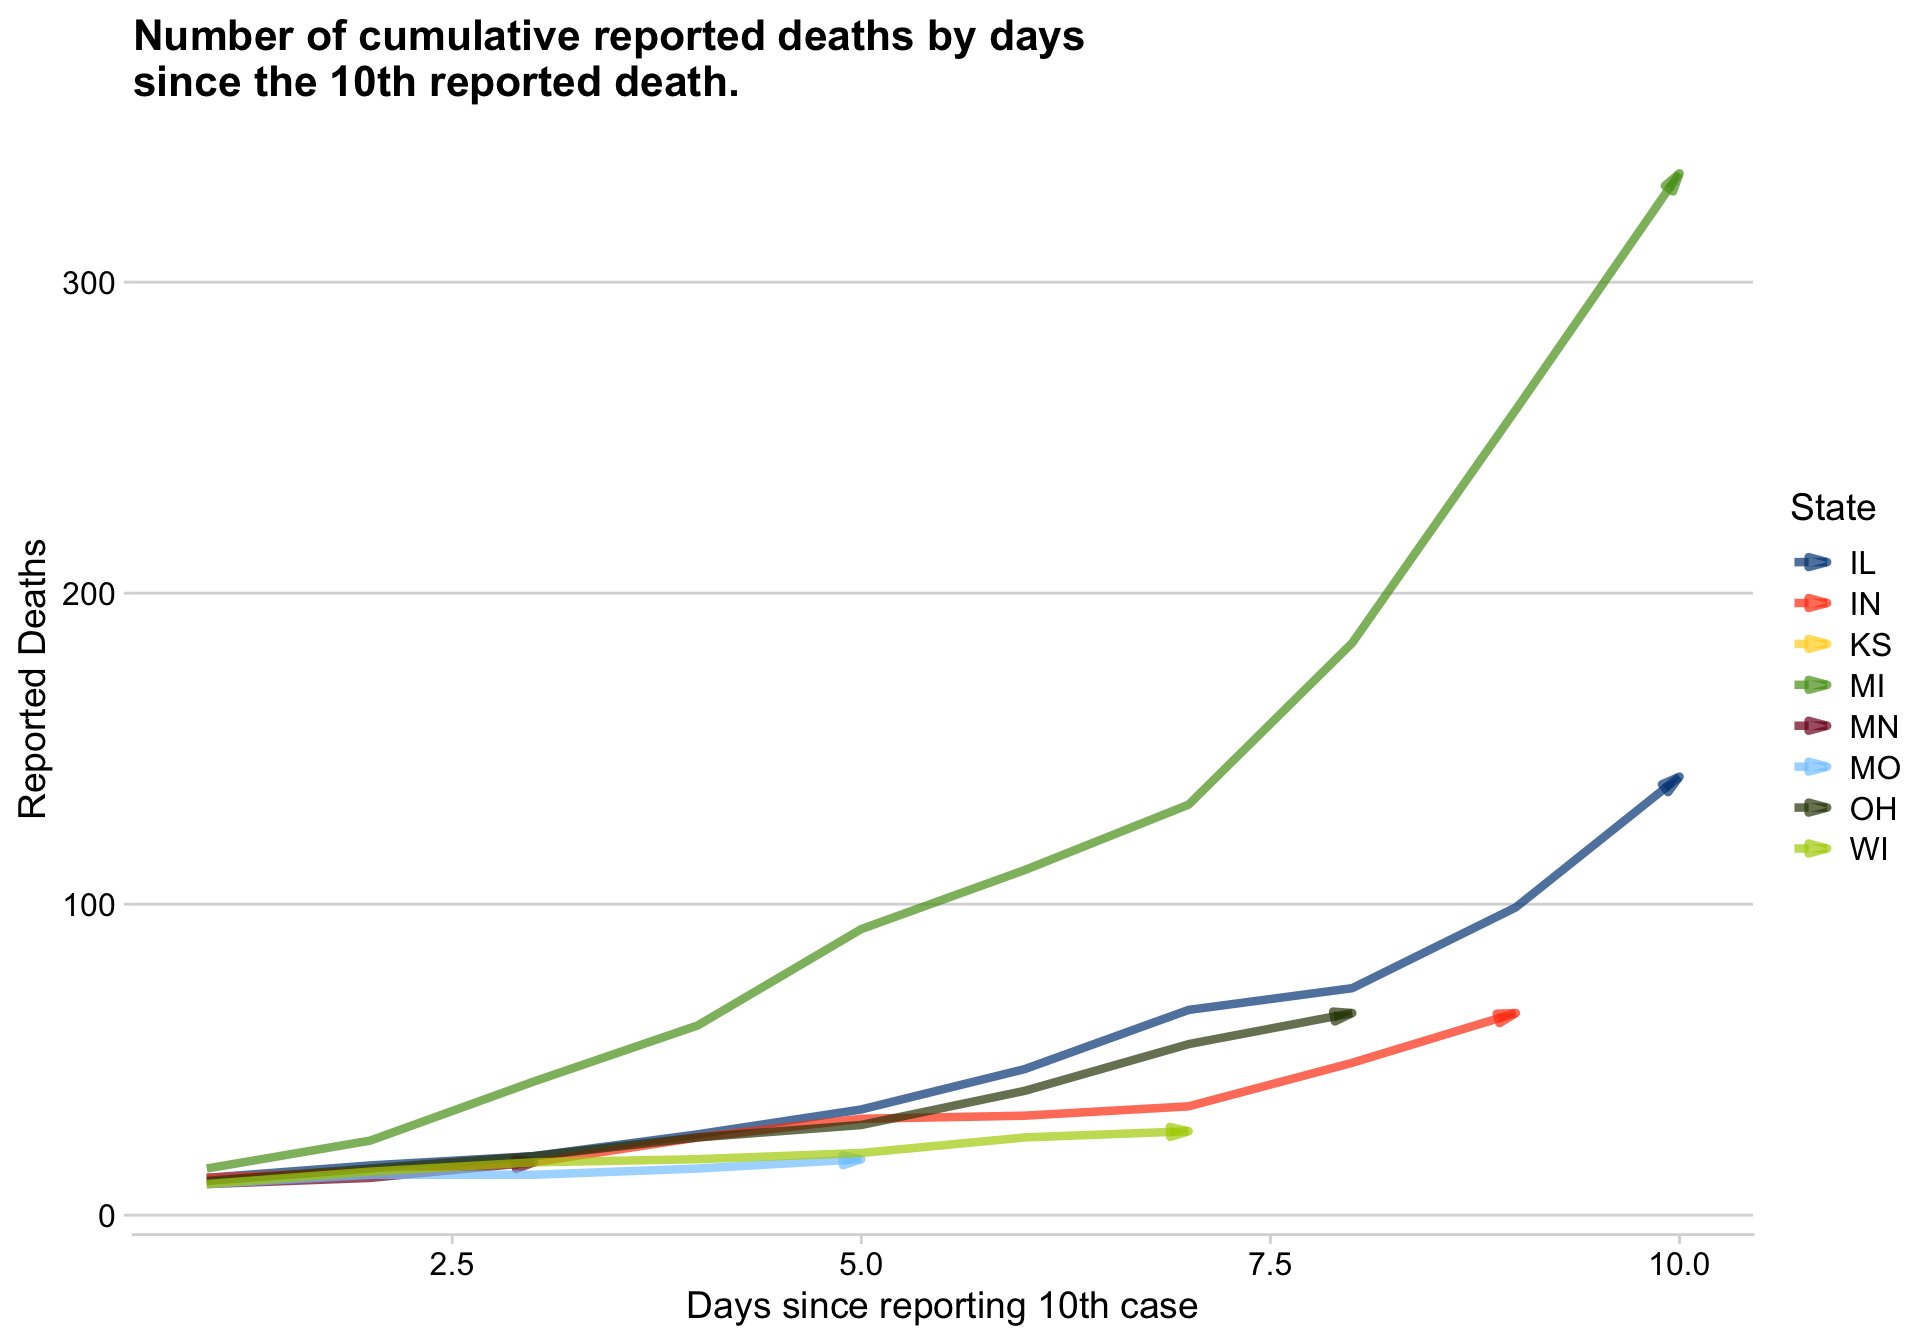 Number of cumulative reported deaths by days
since the 10th reported death.
300
200
100
0
Reported Deaths
2.5
5.0
7.5
10.0
Days since reporting 10th case
State
IL
IN
KS
MI
MN
MO
OH
WI